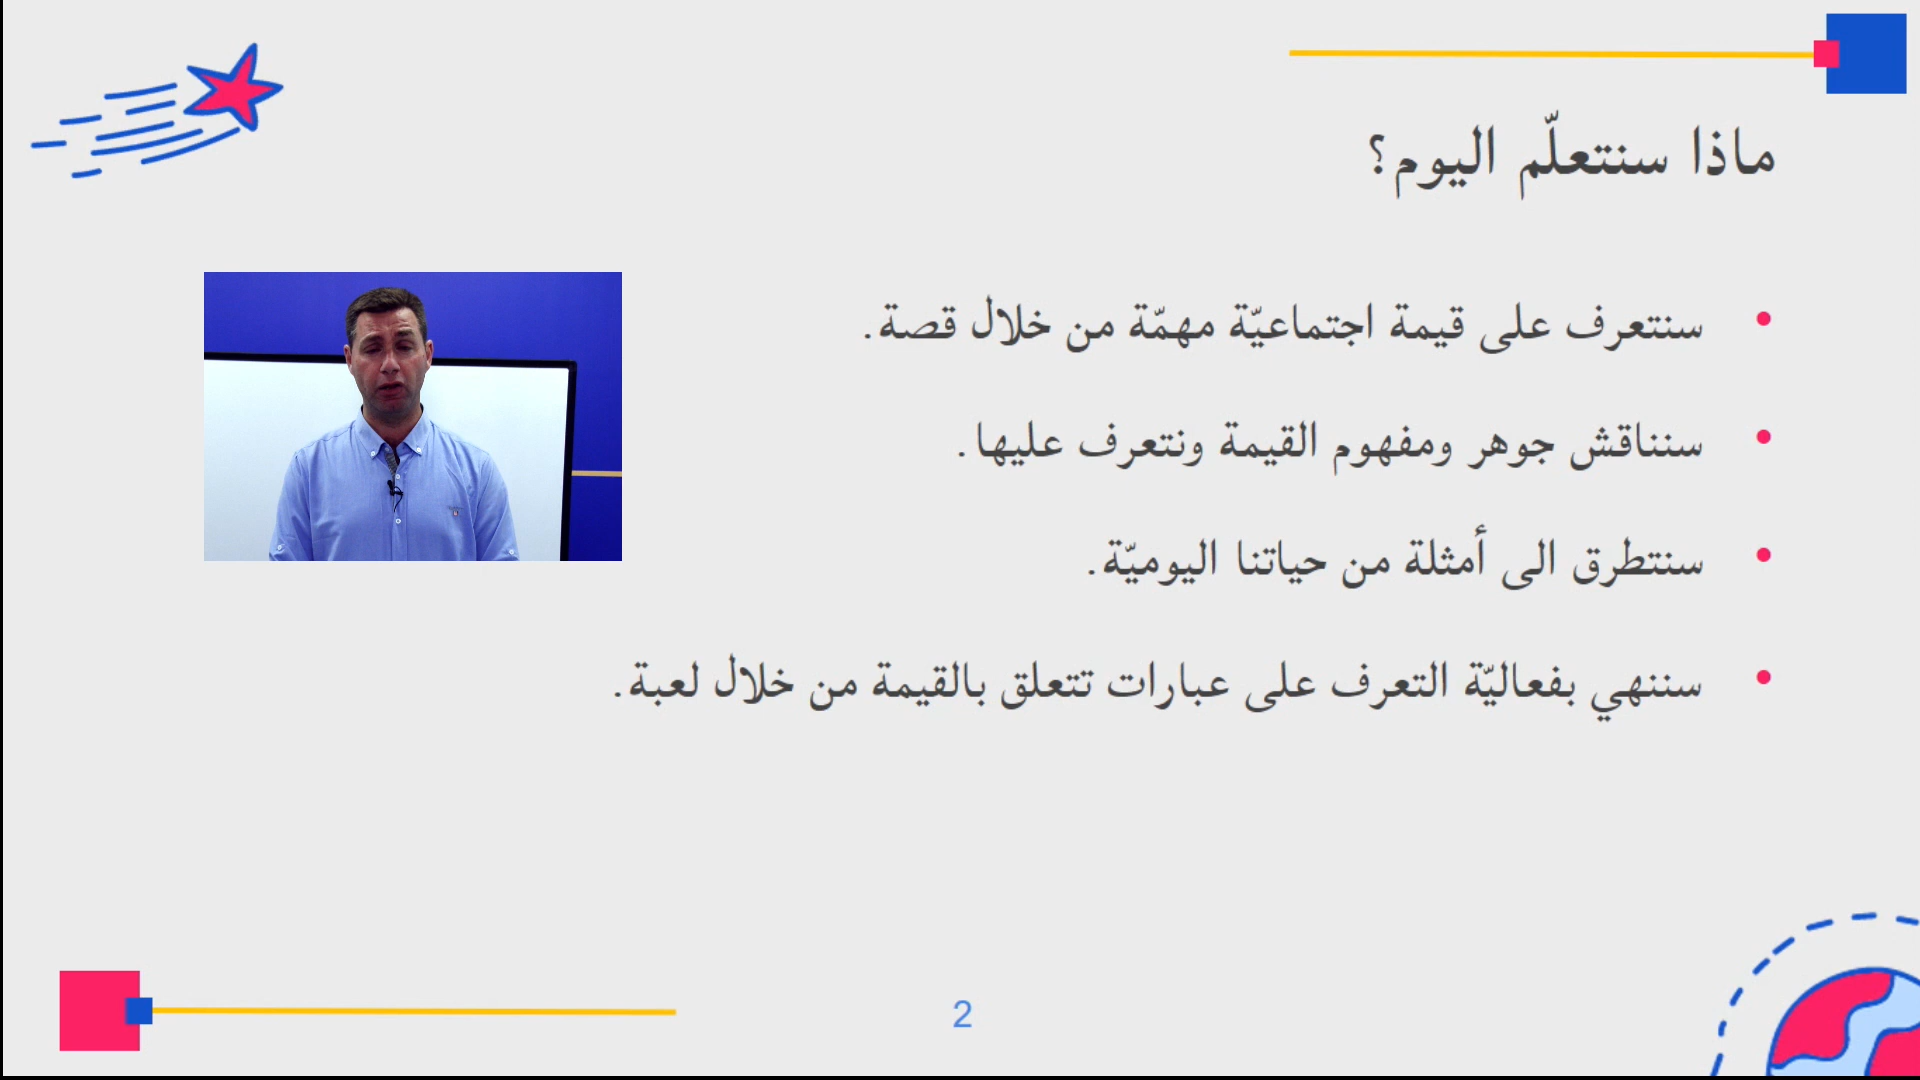 ماذا سنتعلّم اليوم؟
• سنتعرف على قيمة اجتماعيّة مهمّة من خلال قصة.
• سنناقش جوهر ومفهوم القيمة ونتعرف عليها.
• سنتطرق الى أمثلة من حياتنا اليوميّة.
• سننهي بفعاليّة التعرف على عبارات تتعلق بالقيمة من خلال لعبة.
2